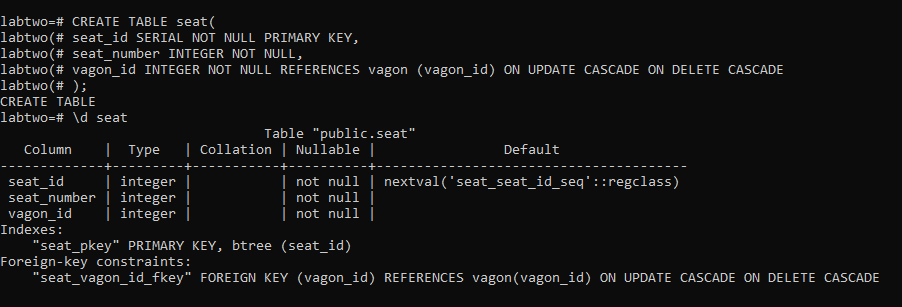 labtwo=# CREATE TABLE seat(
labtwo(# seat_id SERIAL NOT NULL PRIMARY KEY,
labtwo(# seat_number INTEGER NOT NULL,
labtwo(# vagon_id INTEGER NOT NULL REFERENCES vagon (vagon_id) ON UPDATE CASCADE ON DELETE CASCADE
labtwo(# );
CREATE TABLE
labtwo=# \d seat
                                 Table "public.seat"
   Column    |  Type   | Collation | Nullable |                Default
-------------+---------+-----------+----------+---------------------------------------
 seat_id     | integer |           | not null | nextval('seat_seat_id_seq'::regclass)
 seat_number | integer |           | not null |
 vagon_id    | integer |           | not null |
Indexes:
    "seat_pkey" PRIMARY KEY, btree (seat_id)
Foreign-key constraints:
    "seat_vagon_id_fkey" FOREIGN KEY (vagon_id) REFERENCES vagon(vagon_id) ON UPDATE CASCADE ON DELETE CASCADE